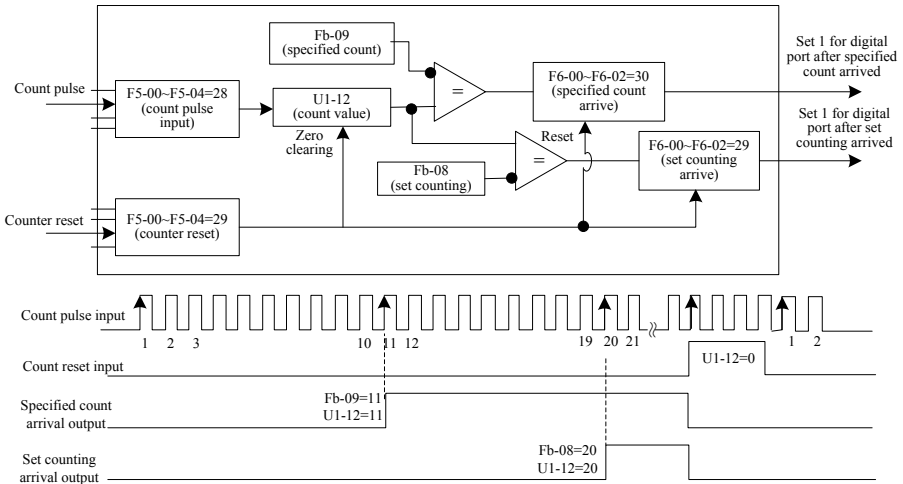 Fb-09
(specified count)
Set 1 for digital
port after specified
count arrived
Count pulse
F5-00~F5-04=28
(count pulse
input)
U1-12
(count value)
=
F6-00~F6-02=30
(specified count
arrive)
Zero
clearing
Reset
Set 1 for digital
port after set
counting arrived
Fb-08
(set counting)
=
F6-00~F6-02=29
(set counting
arrive)
Counter reset
F5-00~F5-04=29
(counter reset)
Count pulse input
1 2 3 10 11 12 19 20 21 1 2
Count reset input
U1-12=0
Specified count
arrival output
Fb-09=11
U1-12=11
Set counting
arrival output
Fb-08=20
U1-12=20